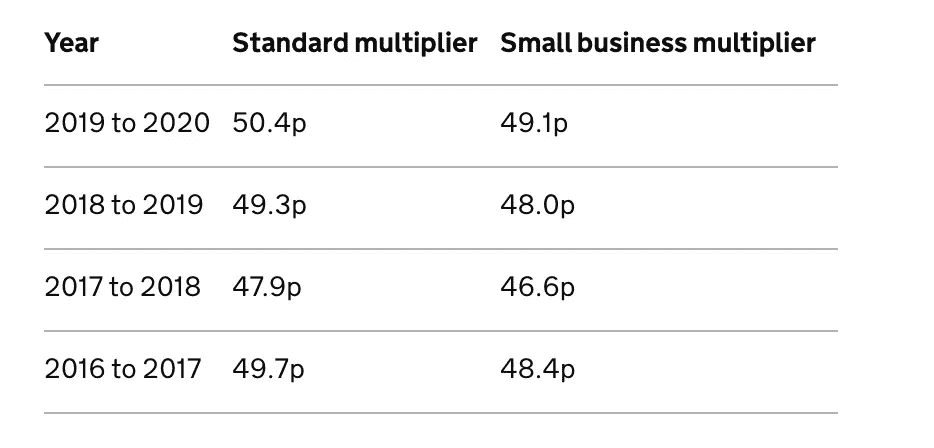 Year Standard multiplier Small business multiplier
2019 to 2020 50.4p 49.1p
2018 to 2019 49.3p 48.0p
2017 to 2018 47.9p 46.6p
2016 to 2017 49.7p 48.4p